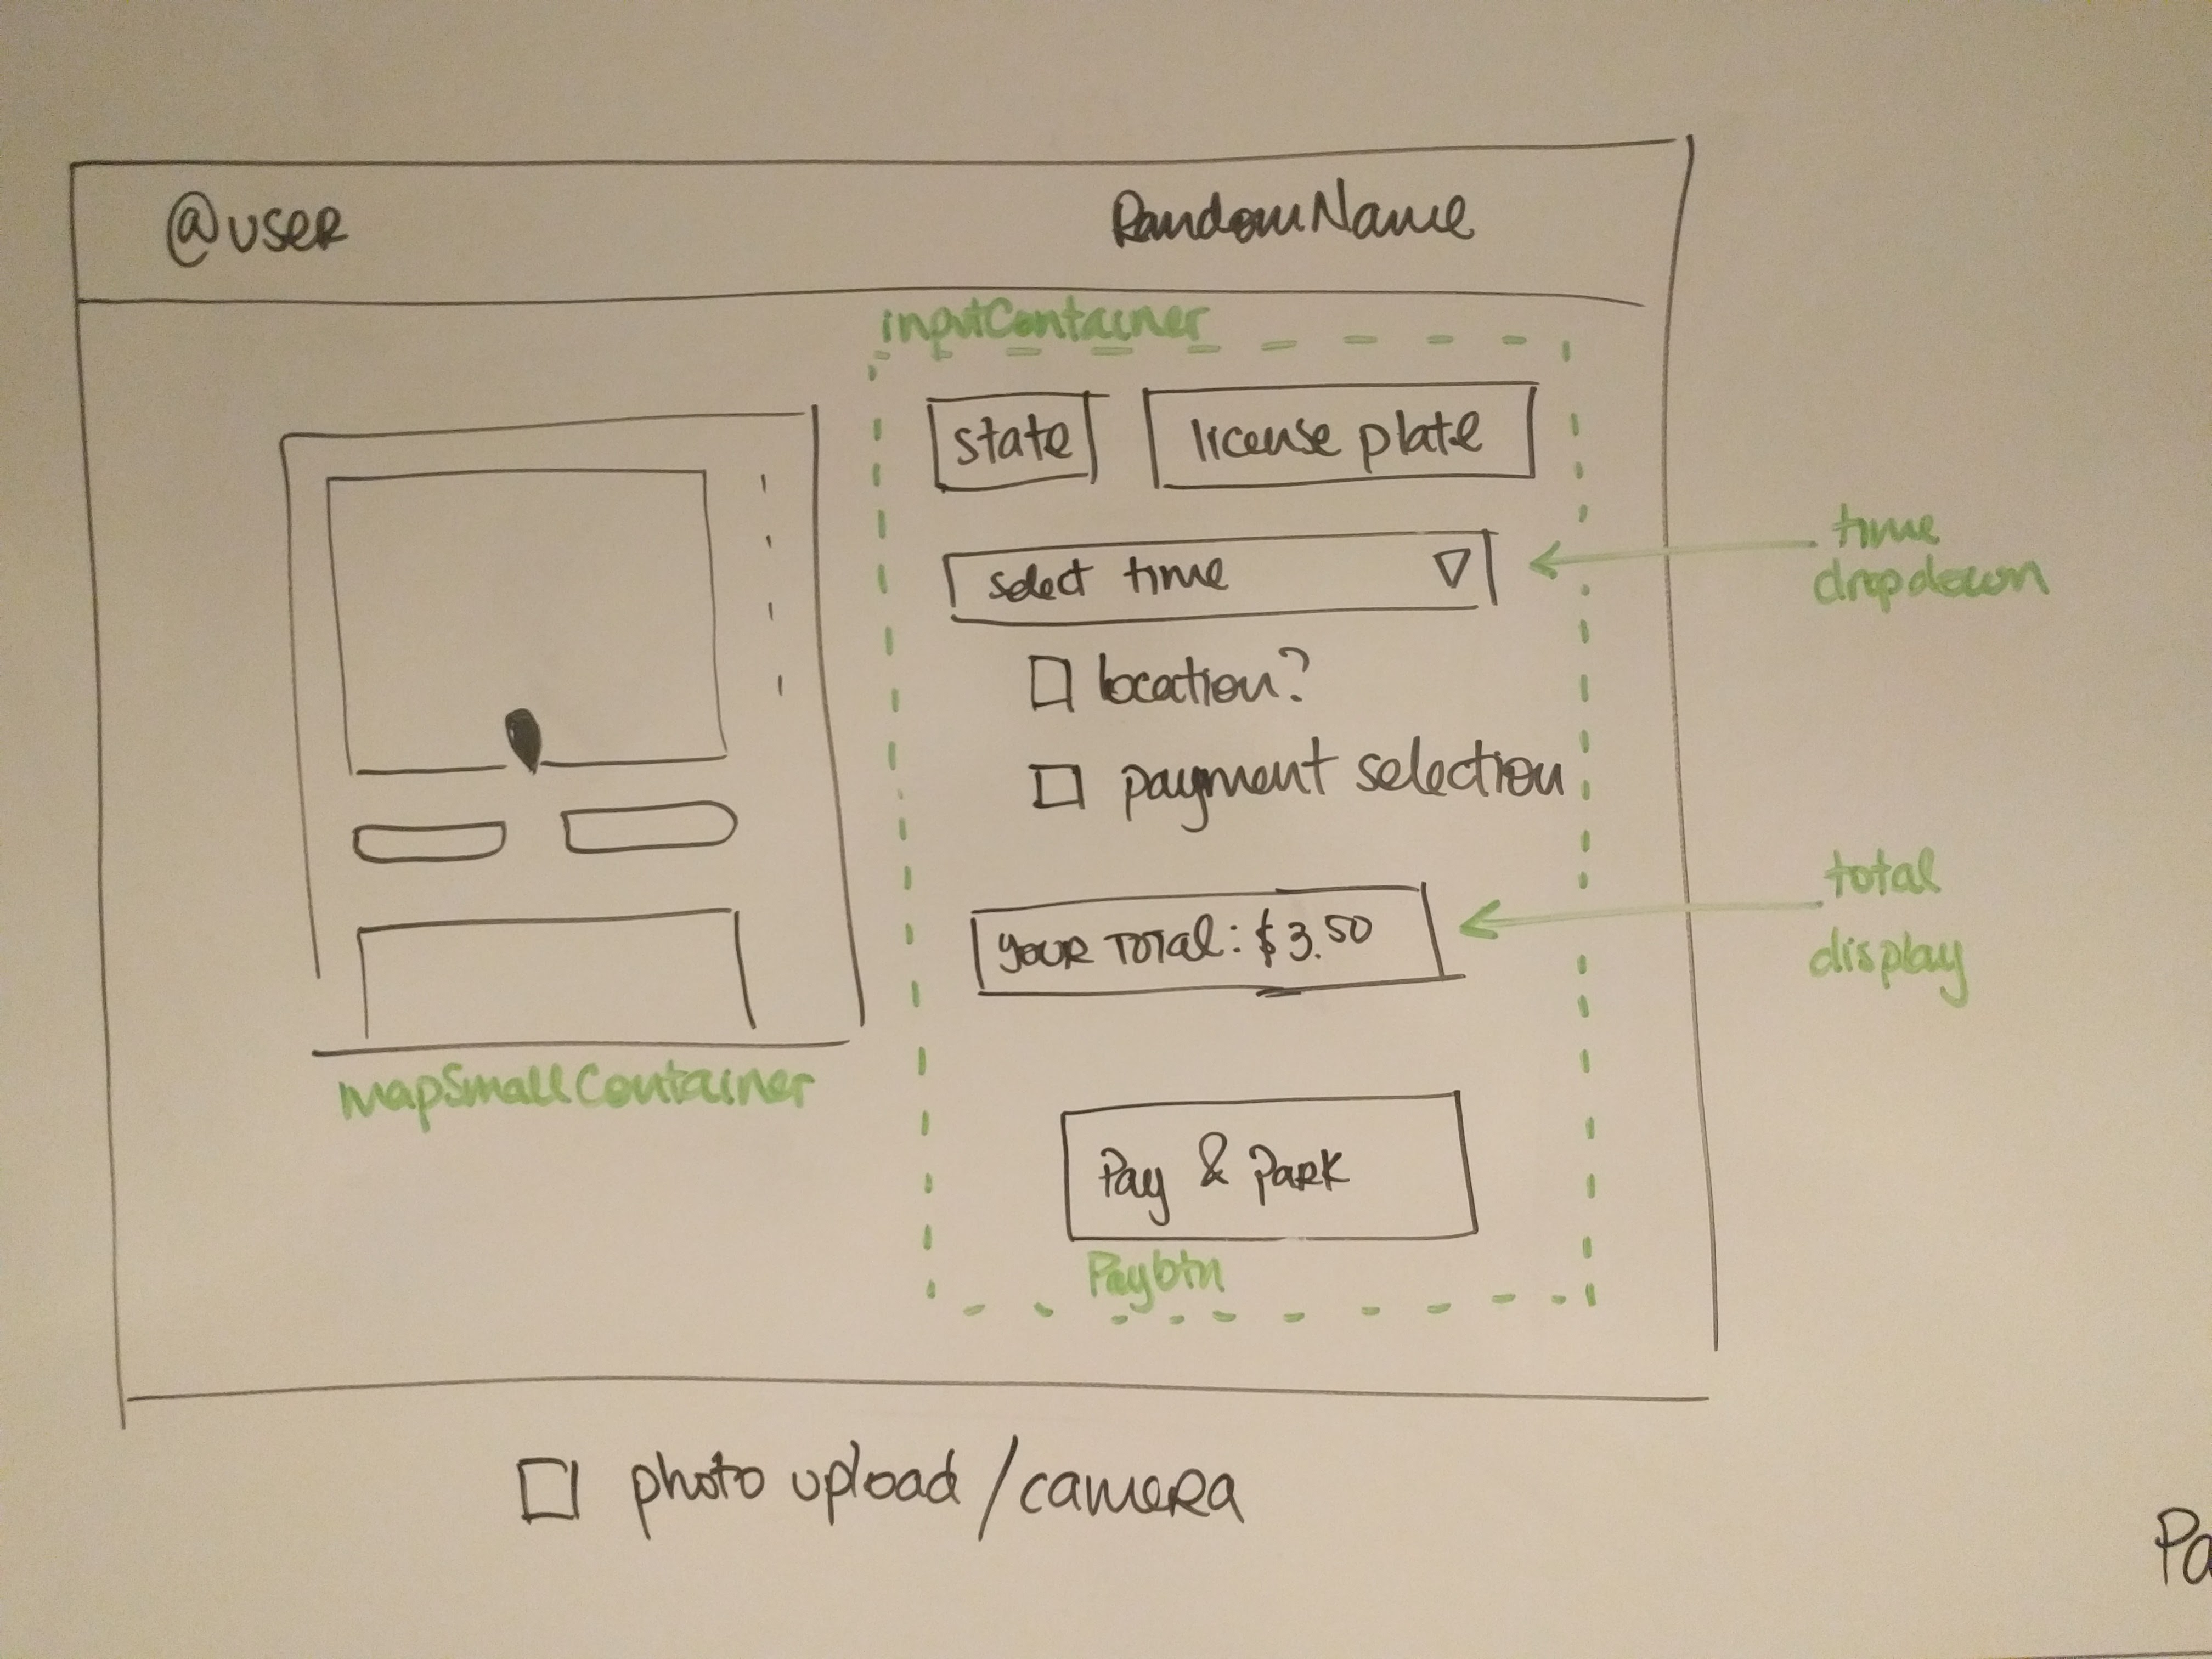 @user
RandomName
inputContainer
state
license plate
select time
time
dropdown
location?
payment selection
YOUR TOTAL: $3.50
total
display
mapSmallContainer
Pay & Park
Paybtn
photo upload/camera
Pa